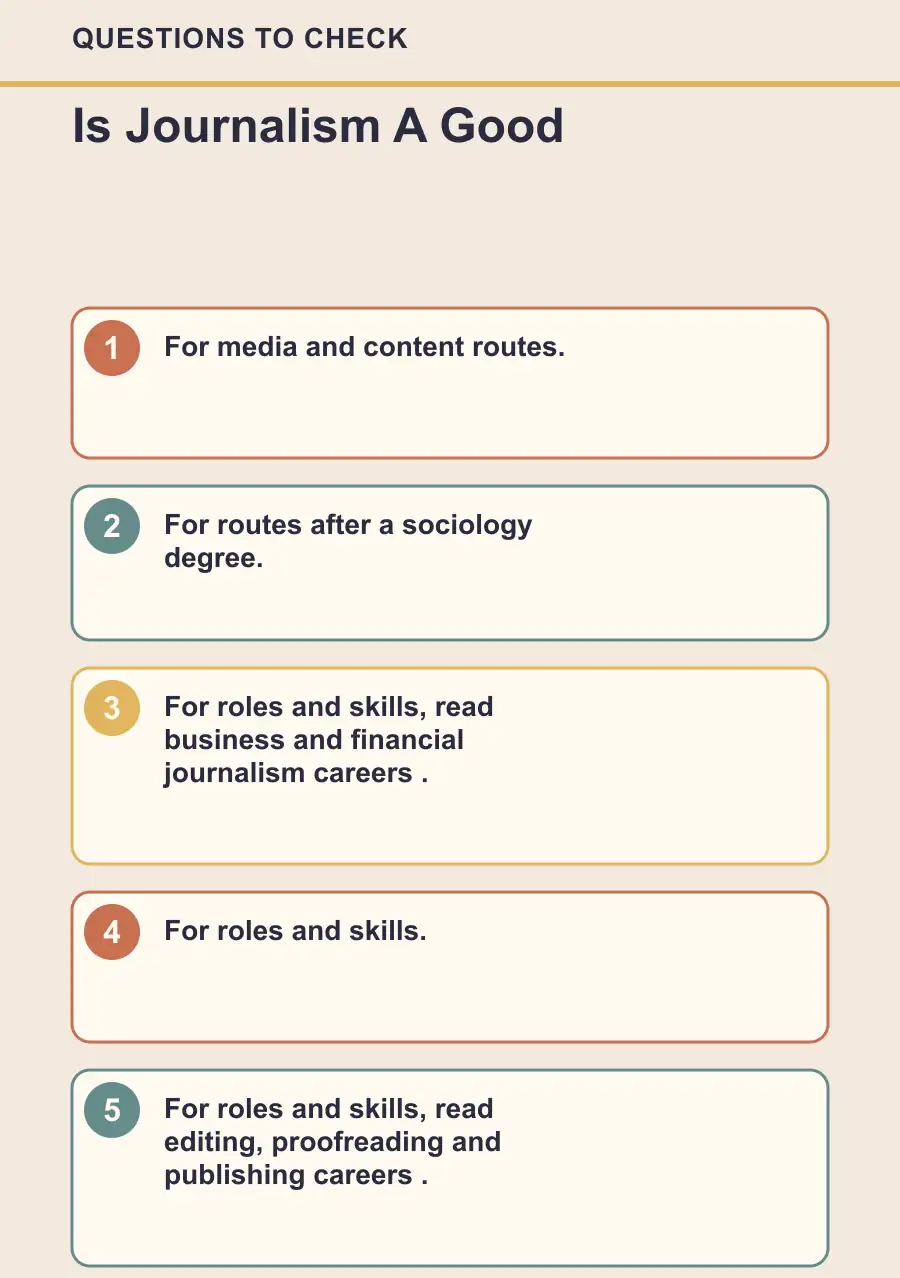 QUESTIONS TO CHECK
Is Journalism A Good
1
For media and content routes.
2
For routes after a sociology
degree.
3
For roles and skills, read
business and financial
journalism careers .
4
For roles and skills.
5
For roles and skills, read
editing, proofreading and
publishing careers .